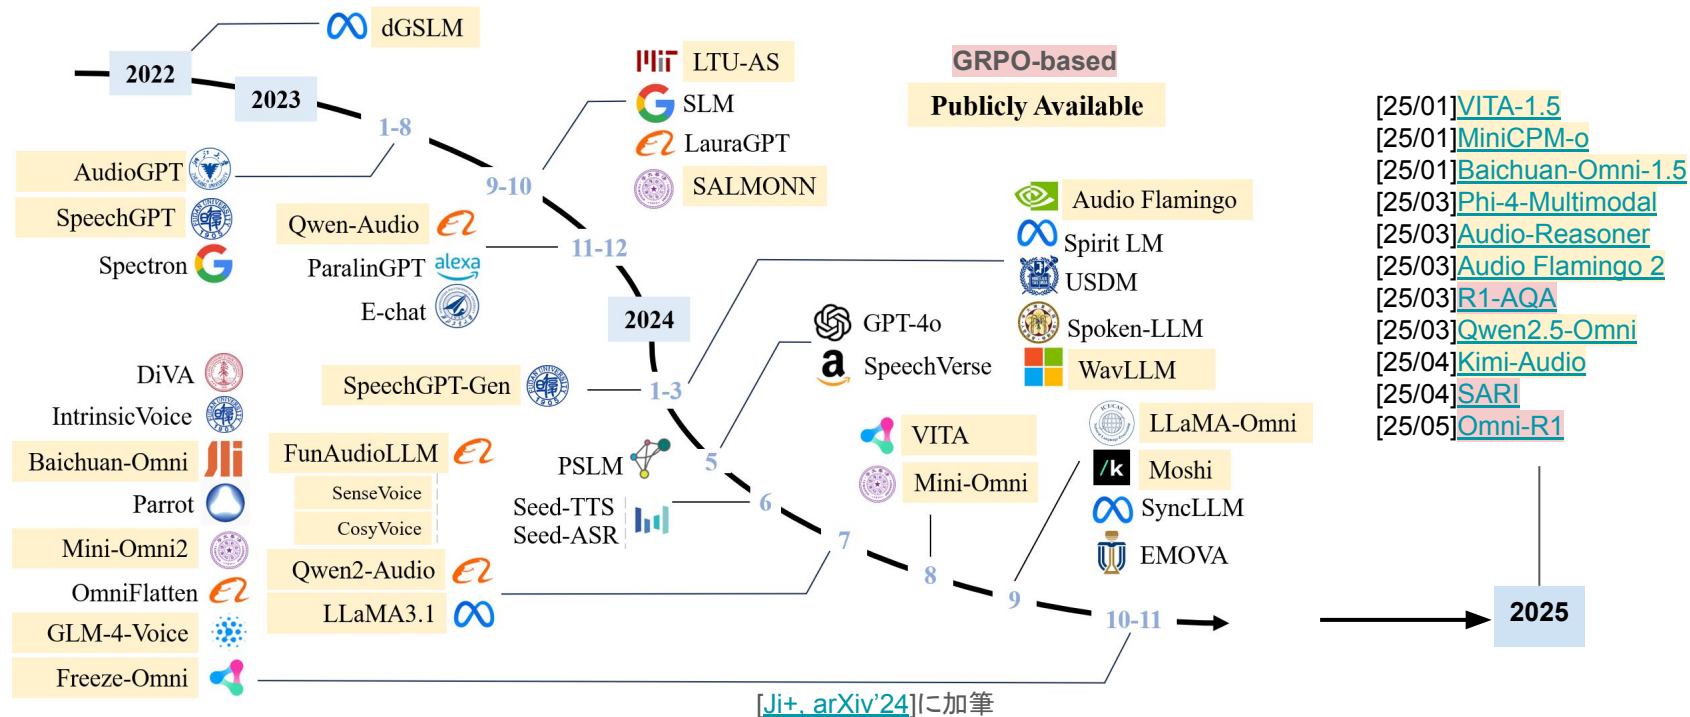 dGSLM
2022
2023
1-8
AudioGPT
SpeechGPT
Spectron
9-10
LTU-AS
SLM
LauraGPT
SALMONN
11-12
Qwen-Audio
ParalinGPT
alexa
E-chat
2024
1-3
SpeechGPT-Gen
Audio Flamingo
Spirit LM
USDM
Spoken-LLM
WavLLM
5
GPT-4o
SpeechVerse
6
PSLM
Seed-TTS
Seed-ASR
7
FunAudioLLM
SenseVoice
CosyVoice
Qwen2-Audio
LLaMA3.1
8
VITA
Mini-Omni
9
LLaMA-Omni
Moshi
SyncLLM
EMOVA
10-11
DiVA
IntrinsicVoice
Baichuan-Omni
Parrot
Mini-Omni2
OmniFlatten
GLM-4-Voice
Freeze-Omni
GRPO-based
Publicly Available
[25/01]VITA-1.5
[25/01]MiniCPM-o
[25/01]Baichuan-Omni-1.5
[25/03]Phi-4-Multimodal
[25/03]Audio-Reasoner
[25/03]Audio Flamingo 2
[25/03]R1-AQA
[25/03]Qwen2.5-Omni
[25/04]Kimi-Audio
[25/04]SARI
[25/05]Omni-R1
2025
[Ji+, arXiv'24]に加筆